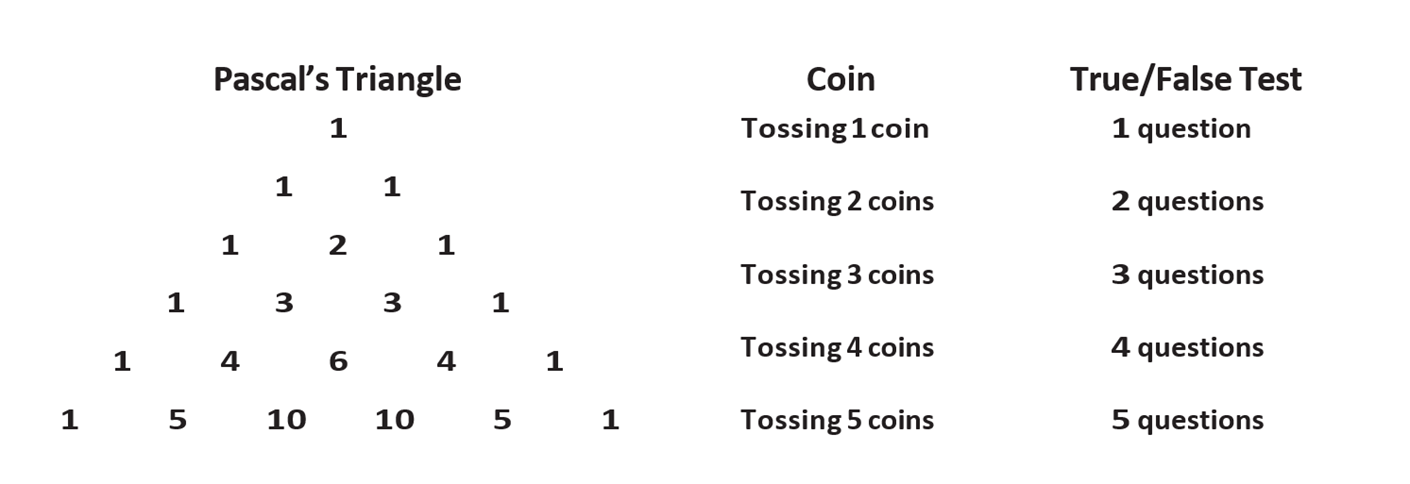 Pascal's Triangle Coin True/False Test
1 Tossing 1 coin 1 question
1 1
Tossing 2 coins 2 questions
1 2 1
Tossing 3 coins 3 questions
1 3 3 1
Tossing 4 coins 4 questions
1 4 6 4 1
1 5 10 10 5 1 Tossing 5 coins 5 questions